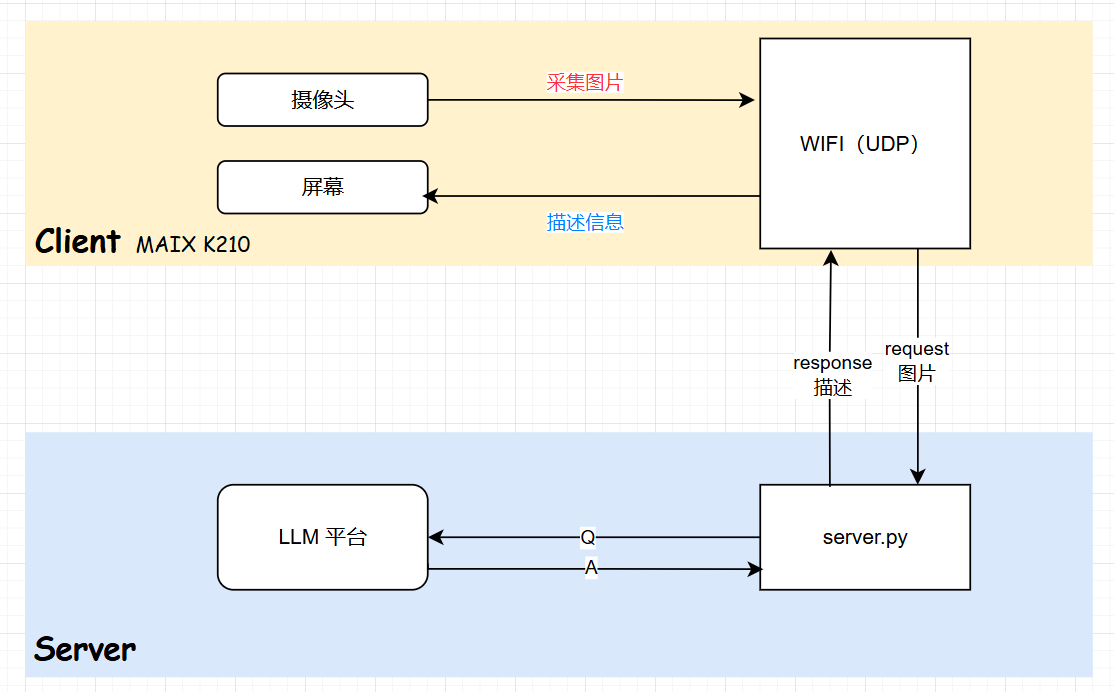 摄像头
采集图片
WIFI（UDP）
屏幕
描述信息
Client MAIX K210
response
描述
request
图片
LLM 平台
Q
A
server.py
Server